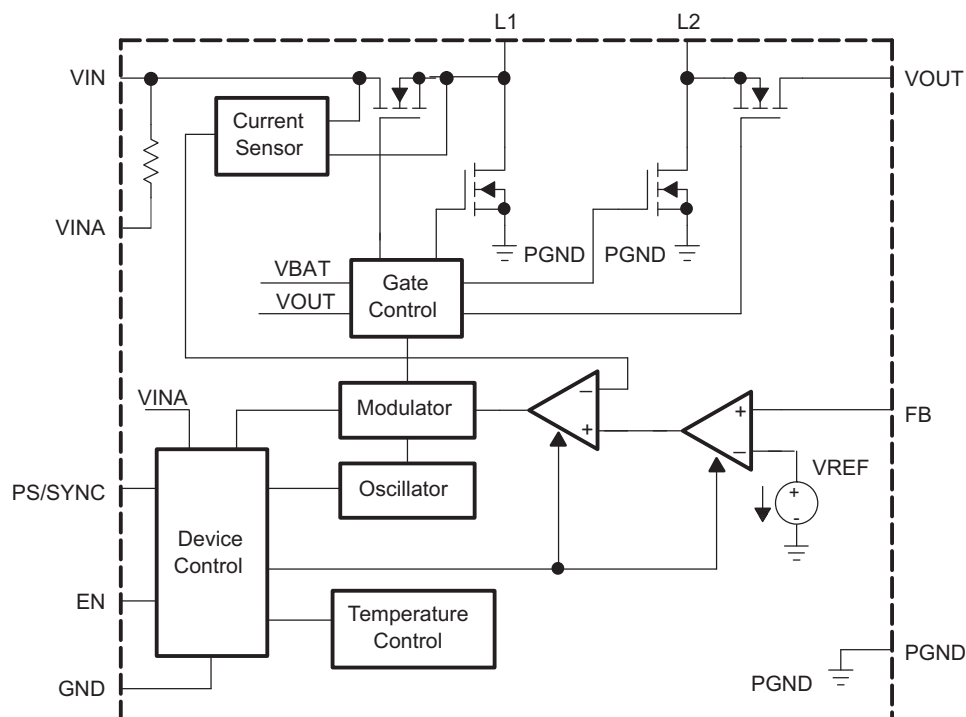 L1
L2
VIN
VOUT
Current
Sensor
VINA
PGND
PGND
VBAT
VOUT
Gate
Control
VINA
Modulator
−
+
+
−
FB
VREF
+
-
PS/SYNC
Oscillator
Device
Control
EN
Temperature
Control
GND
PGND
PGND